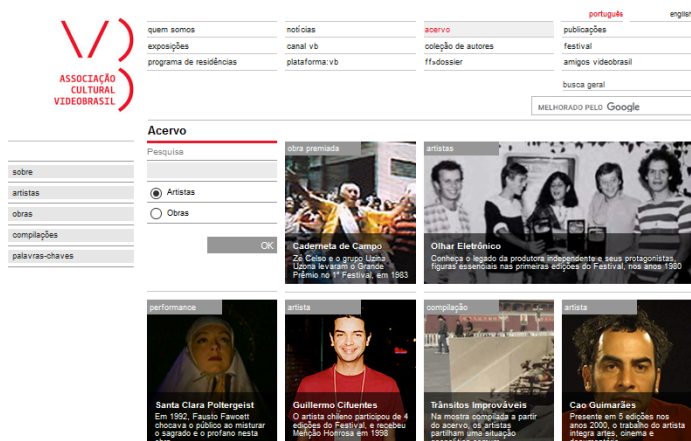 português
english
quem somos
notícias
acervo
publicações
exposições
canal vb
coleção de autores
festival
programa de residências
plataforma:vb
ff»dossier
amigos videobrasil
ASSOCIAÇÃO
CULTURAL
VIDEOBRASIL
busca geral
MELHORADO PELO Google
Acervo
Pesquisa
Artistas
Obras
OK
sobre
artistas
obras
compilações
palavras-chaves
obra premiada
Caderneta de Campo
Zé Celso e o grupo Uzina
Uzona levaram o Grande
Prêmio no 1º Festival, em 1983
artistas
Olhar Eletrônico
Conheça o legado da produtora independente e seus protagonistas,
figuras essenciais nas primeiras edições do Festival, nos anos 1980
performance
Santa Clara Poltergeist
Em 1992, Fausto Fawcett
chocava o público ao misturar
o sagrado e o profano nesta
artista
Guillermo Cifuentes
O artista chileno participou de 4
edições do Festival, e recebeu
Menção Honrosa em 1998
compilação
Trânsitos Improváveis
Na mostra compilada a partir
do acervo, os artistas
partilham uma situação
artista
Cao Guimarães
Presente em 5 edições nos
anos 2000, o trabalho do artista
integra artes, cinema e